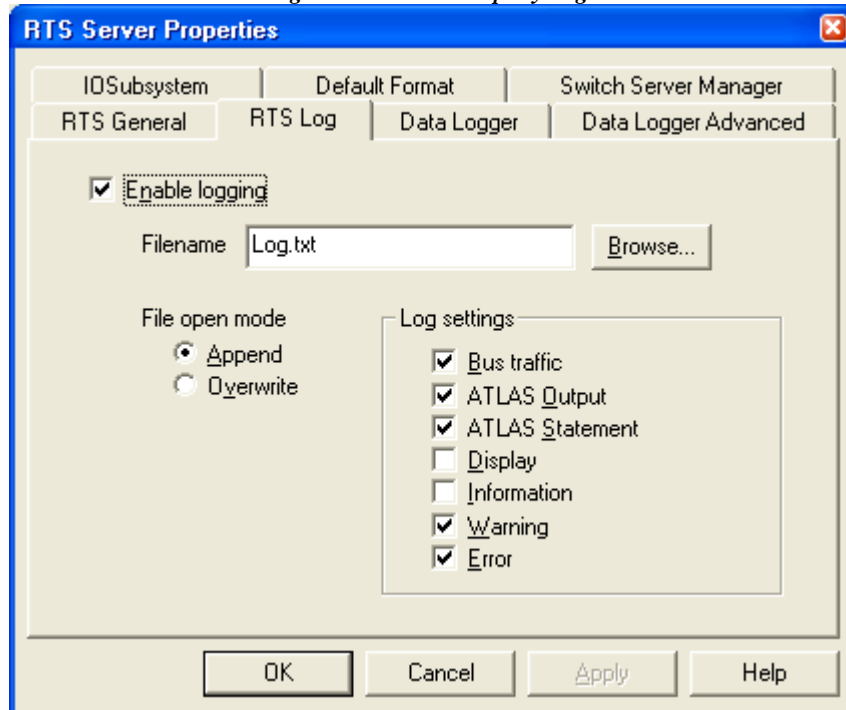 RTS Server Properties
IOSubsystem Default Format Switch Server Manager
RTS General RTS Log Data Logger Data Logger Advanced
Enable logging
Filename Log.txt Browse...
File open mode
Append
Overwrite
Log settings
Bus traffic
ATLAS Output
ATLAS Statement
Display
Information
Warning
Error
OK Cancel Apply Help